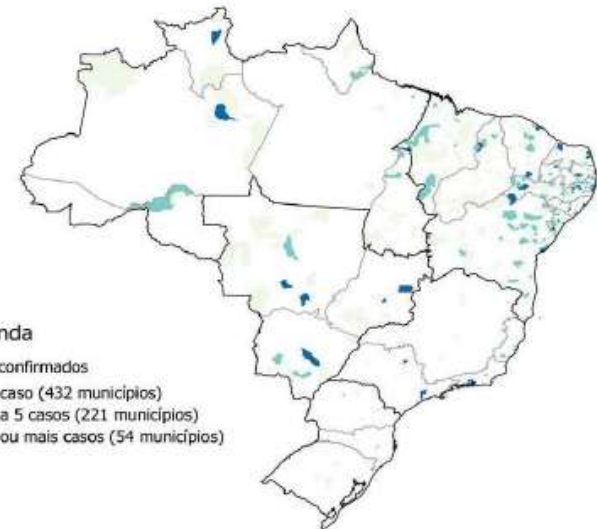 nda
confirmados
caso (432 municípios)
a 5 casos (221 municípios)
ou mais casos (54 municípios)